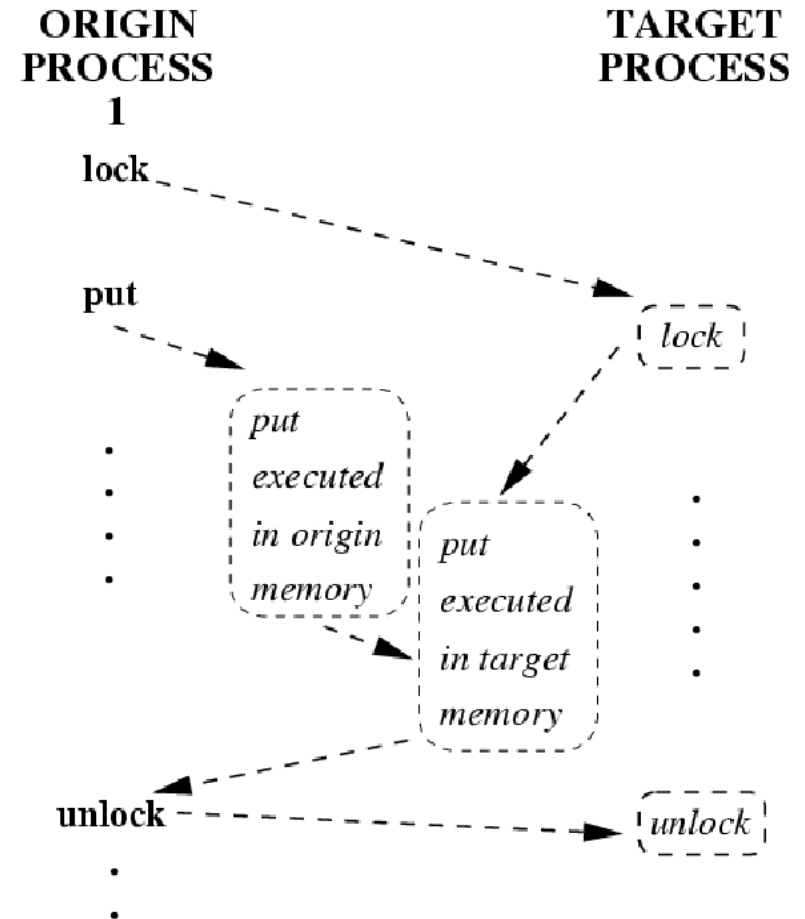 ORIGIN
PROCESS
1
TARGET
PROCESS
lock
put
lock
put
executed
in origin
memory
put
executed
in target
memory
unlock
unlock